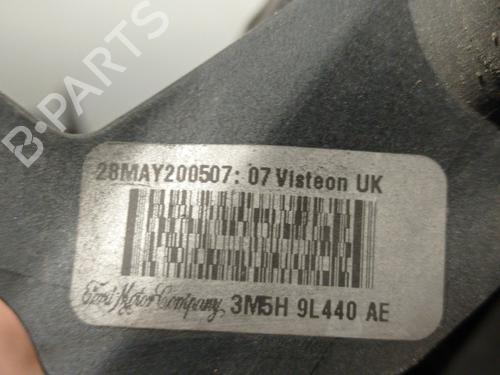 B-PARTS
28MAY200507:07 Visteon UK
Ford Motor Company 3M5H 9L440 AE